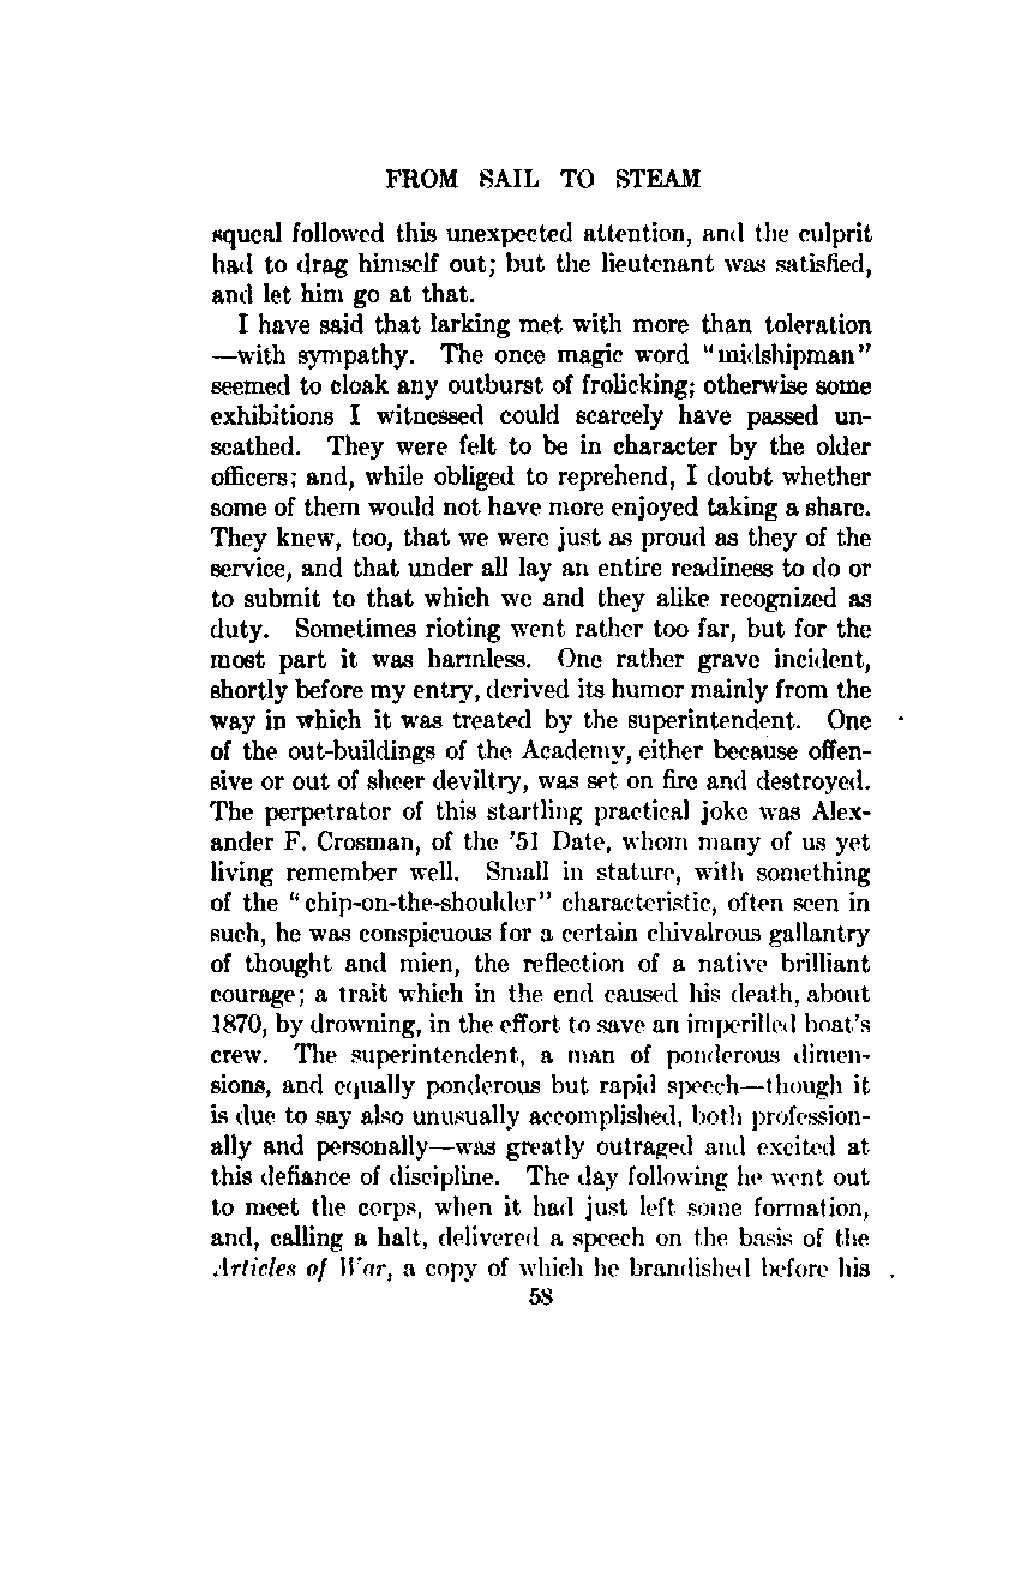 FROM SAIL TO STEAM
squeal followed this unexpected attention, and the culprit
had to drag himself out; but the lieutenant was satisfied,
and let him go at that.
I have said that larking met with more than toleration
—with sympathy. The once magic word "midshipman"
seemed to cloak any outburst of frolicking; otherwise some
exhibitions I witnessed could scarcely have passed un-
scathed. They were felt to be in character by the older
officers; and, while obliged to reprehend, I doubt whether
some of them would not have more enjoyed taking a share.
They knew, too, that we were just as proud as they of the
service, and that under all lay an entire readiness to do or
to submit to that which we and they alike recognized as
duty. Sometimes rioting went rather too far, but for the
most part it was harmless. One rather grave incident,
shortly before my entry, derived its humor mainly from the
way in which it was treated by the superintendent. One
of the out-buildings of the Academy, either because offen-
sive or out of sheer deviltry, was set on fire and destroyed.
The perpetrator of this startling practical joke was Alex-
ander F. Crosman, of the '51 Date, whom many of us yet
living remember well. Small in stature, with something
of the "chip-on-the-shoulder" characteristic, often seen in
such, he was conspicuous for a certain chivalrous gallantry
of thought and mien, the reflection of a native brilliant
courage; a trait which in the end caused his death, about
1870, by drowning, in the effort to save an imperilled boat's
crew. The superintendent, a man of ponderous dimen-
sions, and equally ponderous but rapid speech—though it
is due to say also unusually accomplished, both profession-
ally and personally—was greatly outraged and excited at
this defiance of discipline. The day following he went out
to meet the corps, when it had just left some formation,
and, calling a halt, delivered a speech on the basis of the
Articles of War, a copy of which he brandished before his
58